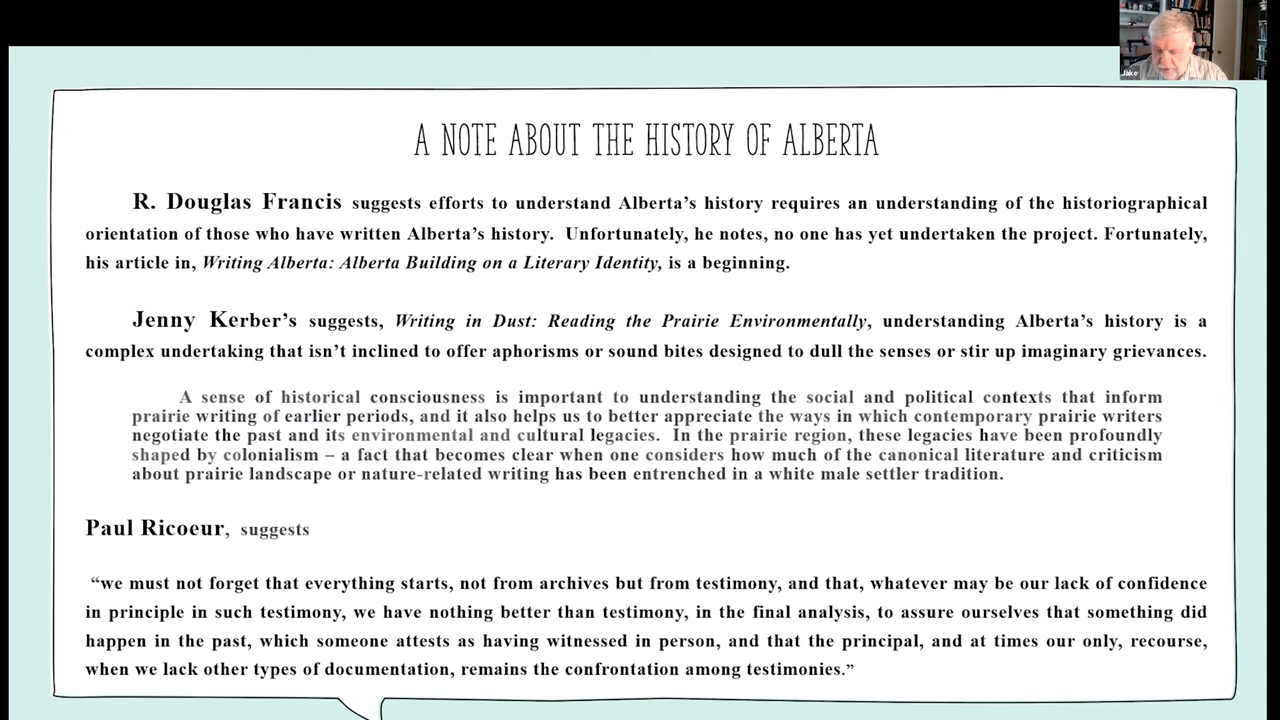 Jake
A NOTE ABOUT THE HISTORY OF ALBERTA
R. Douglas Francis suggests efforts to understand Alberta’s history requires an understanding of the historiographical
orientation of those who have written Alberta’s history.  Unfortunately, he notes, no one has yet undertaken the project. Fortunately,
his article in, Writing Alberta: Alberta Building on a Literary Identity, is a beginning.
Jenny Kerber’s suggests, Writing in Dust: Reading the Prairie Environmentally, understanding Alberta’s history is a
complex undertaking that isn’t inclined to offer aphorisms or sound bites designed to dull the senses or stir up imaginary grievances.
A sense of historical consciousness is important to understanding the social and political contexts that inform
prairie writing of earlier periods, and it also helps us to better appreciate the ways in which contemporary prairie writers
negotiate the past and its environmental and cultural legacies.  In the prairie region, these legacies have been profoundly
shaped by colonialism – a fact that becomes clear when one considers how much of the canonical literature and criticism
about prairie landscape or nature-related writing has been entrenched in a white male settler tradition.
Paul Ricoeur, suggests
“we must not forget that everything starts, not from archives but from testimony, and that, whatever may be our lack of confidence
in principle in such testimony, we have nothing better than testimony, in the final analysis, to assure ourselves that something did
happen in the past, which someone attests as having witnessed in person, and that the principal, and at times our only, recourse,
when we lack other types of documentation, remains the confrontation among testimonies.”